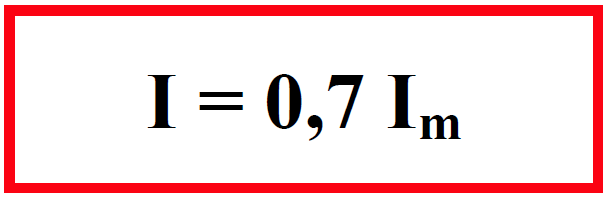 I = 0,7 Iₘ